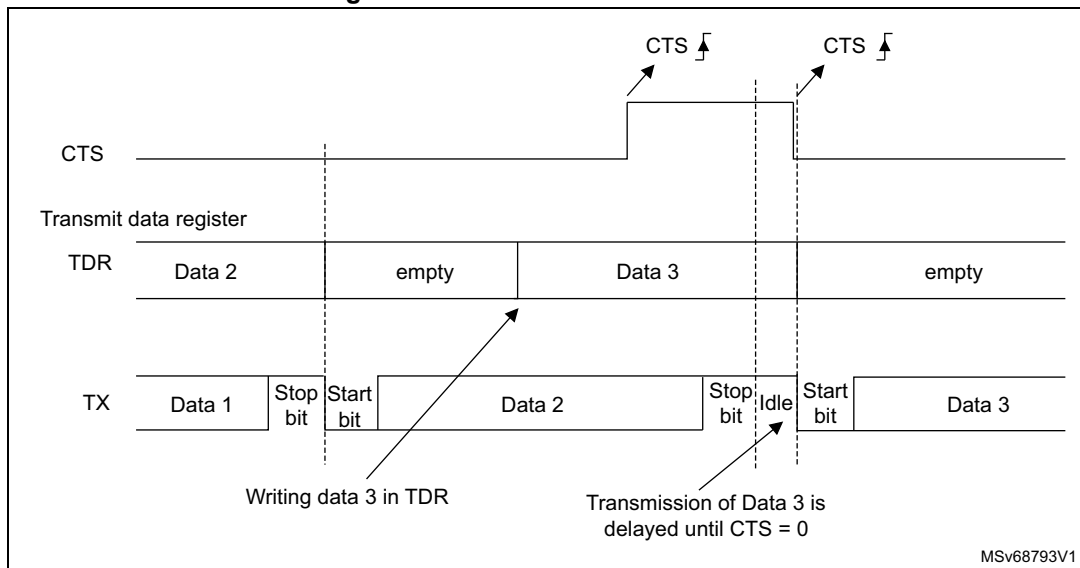 CTS
CTS
CTS
Transmit data register
TDR
Data 2
empty
Data 3
empty
TX
Data 1
Stop
bit
Start
bit
Data 2
Stop
bit
Idle
Start
bit
Data 3
Writing data 3 in TDR
Transmission of Data 3 is
delayed until CTS = 0
MSv68793V1